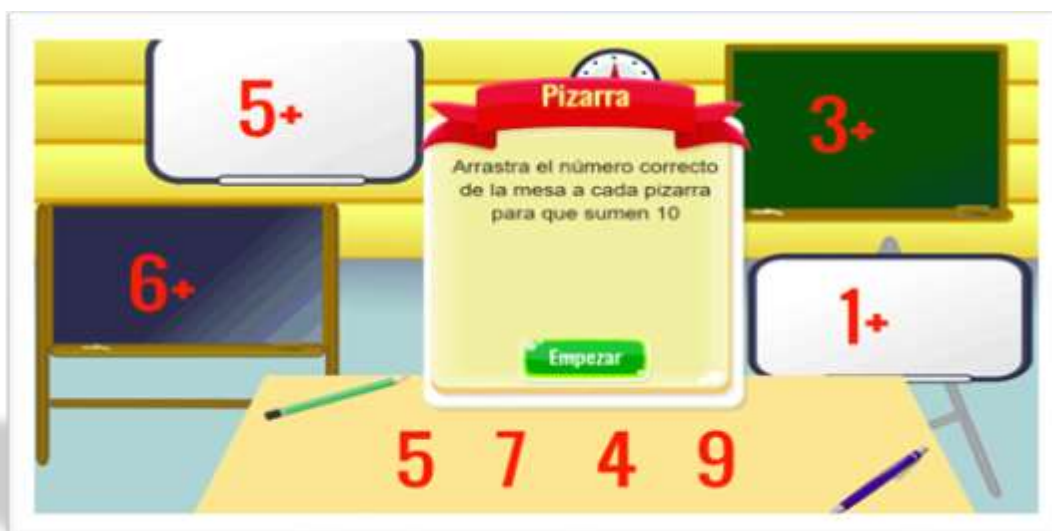 5+
Pizarra
3+
Arrastra el número correcto
de la mesa a cada pizarra
para que sumen 10
6+
1+
Empezar
5 7 4 9